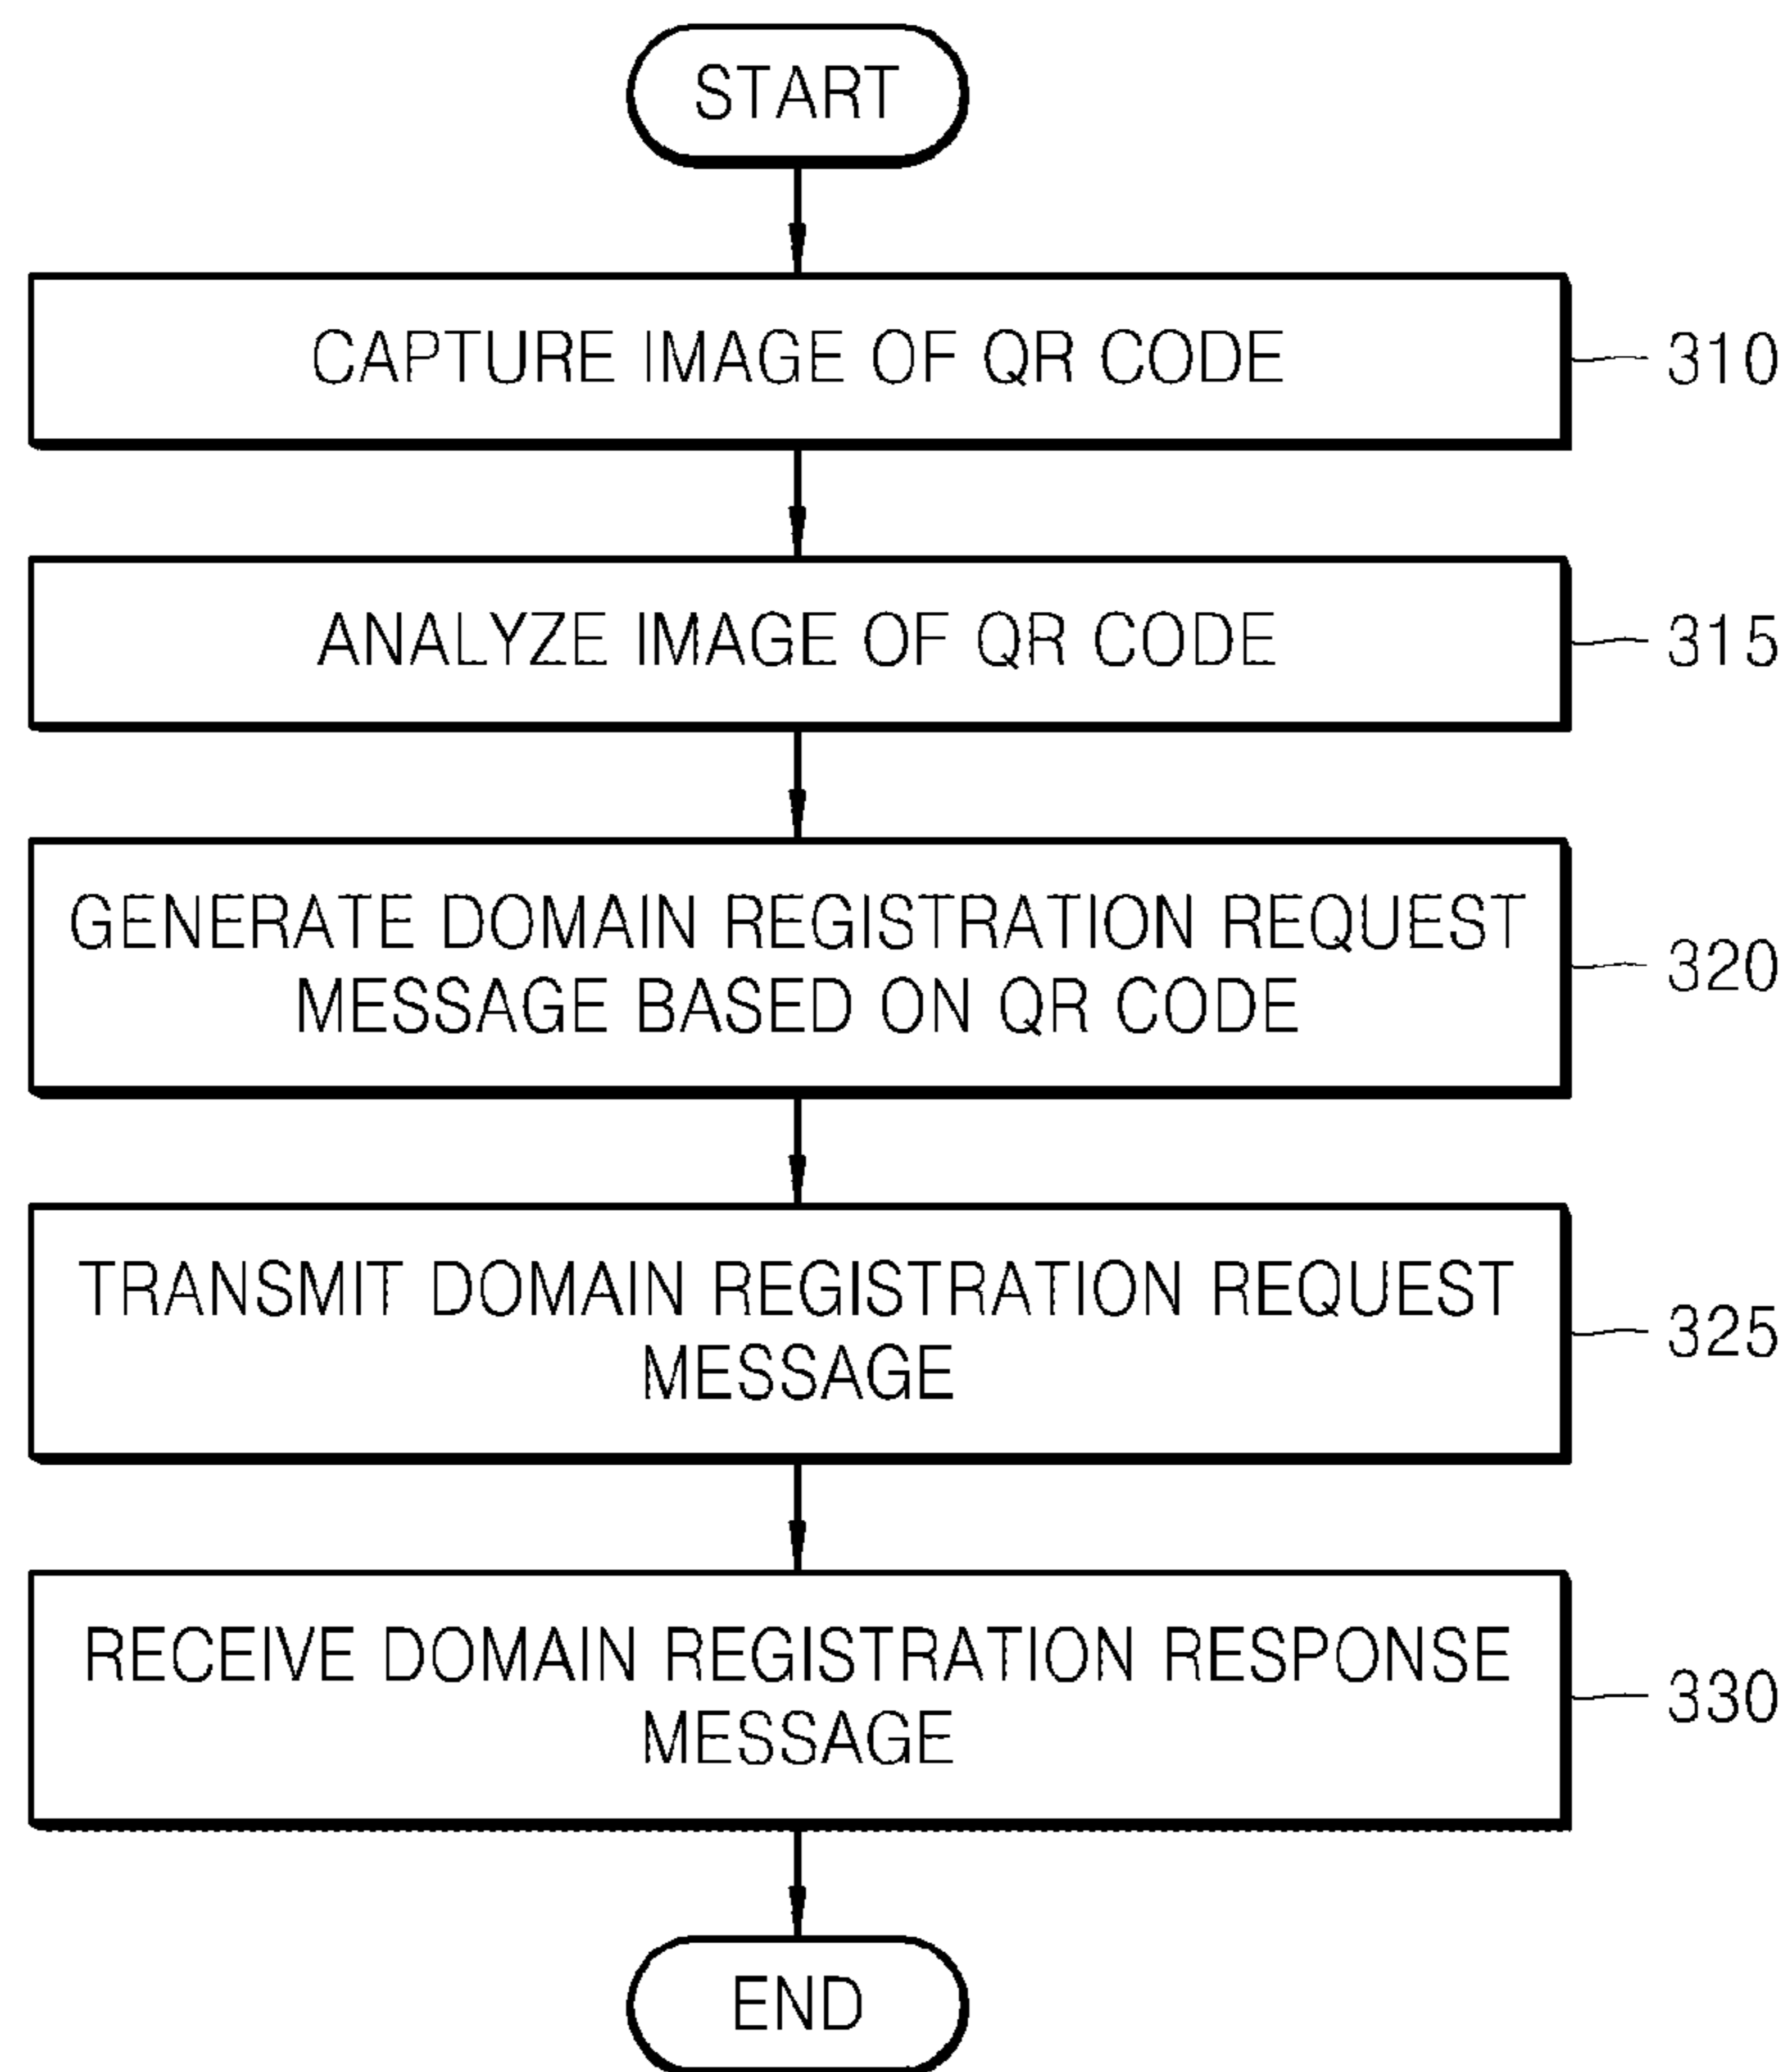 START
CAPTURE IMAGE OF QR CODE
310
ANALYZE IMAGE OF QR CODE
315
GENERATE DOMAIN REGISTRATION REQUEST
MESSAGE BASED ON QR CODE
320
TRANSMIT DOMAIN REGISTRATION REQUEST
MESSAGE
325
RECEIVE DOMAIN REGISTRATION RESPONSE
MESSAGE
330
END